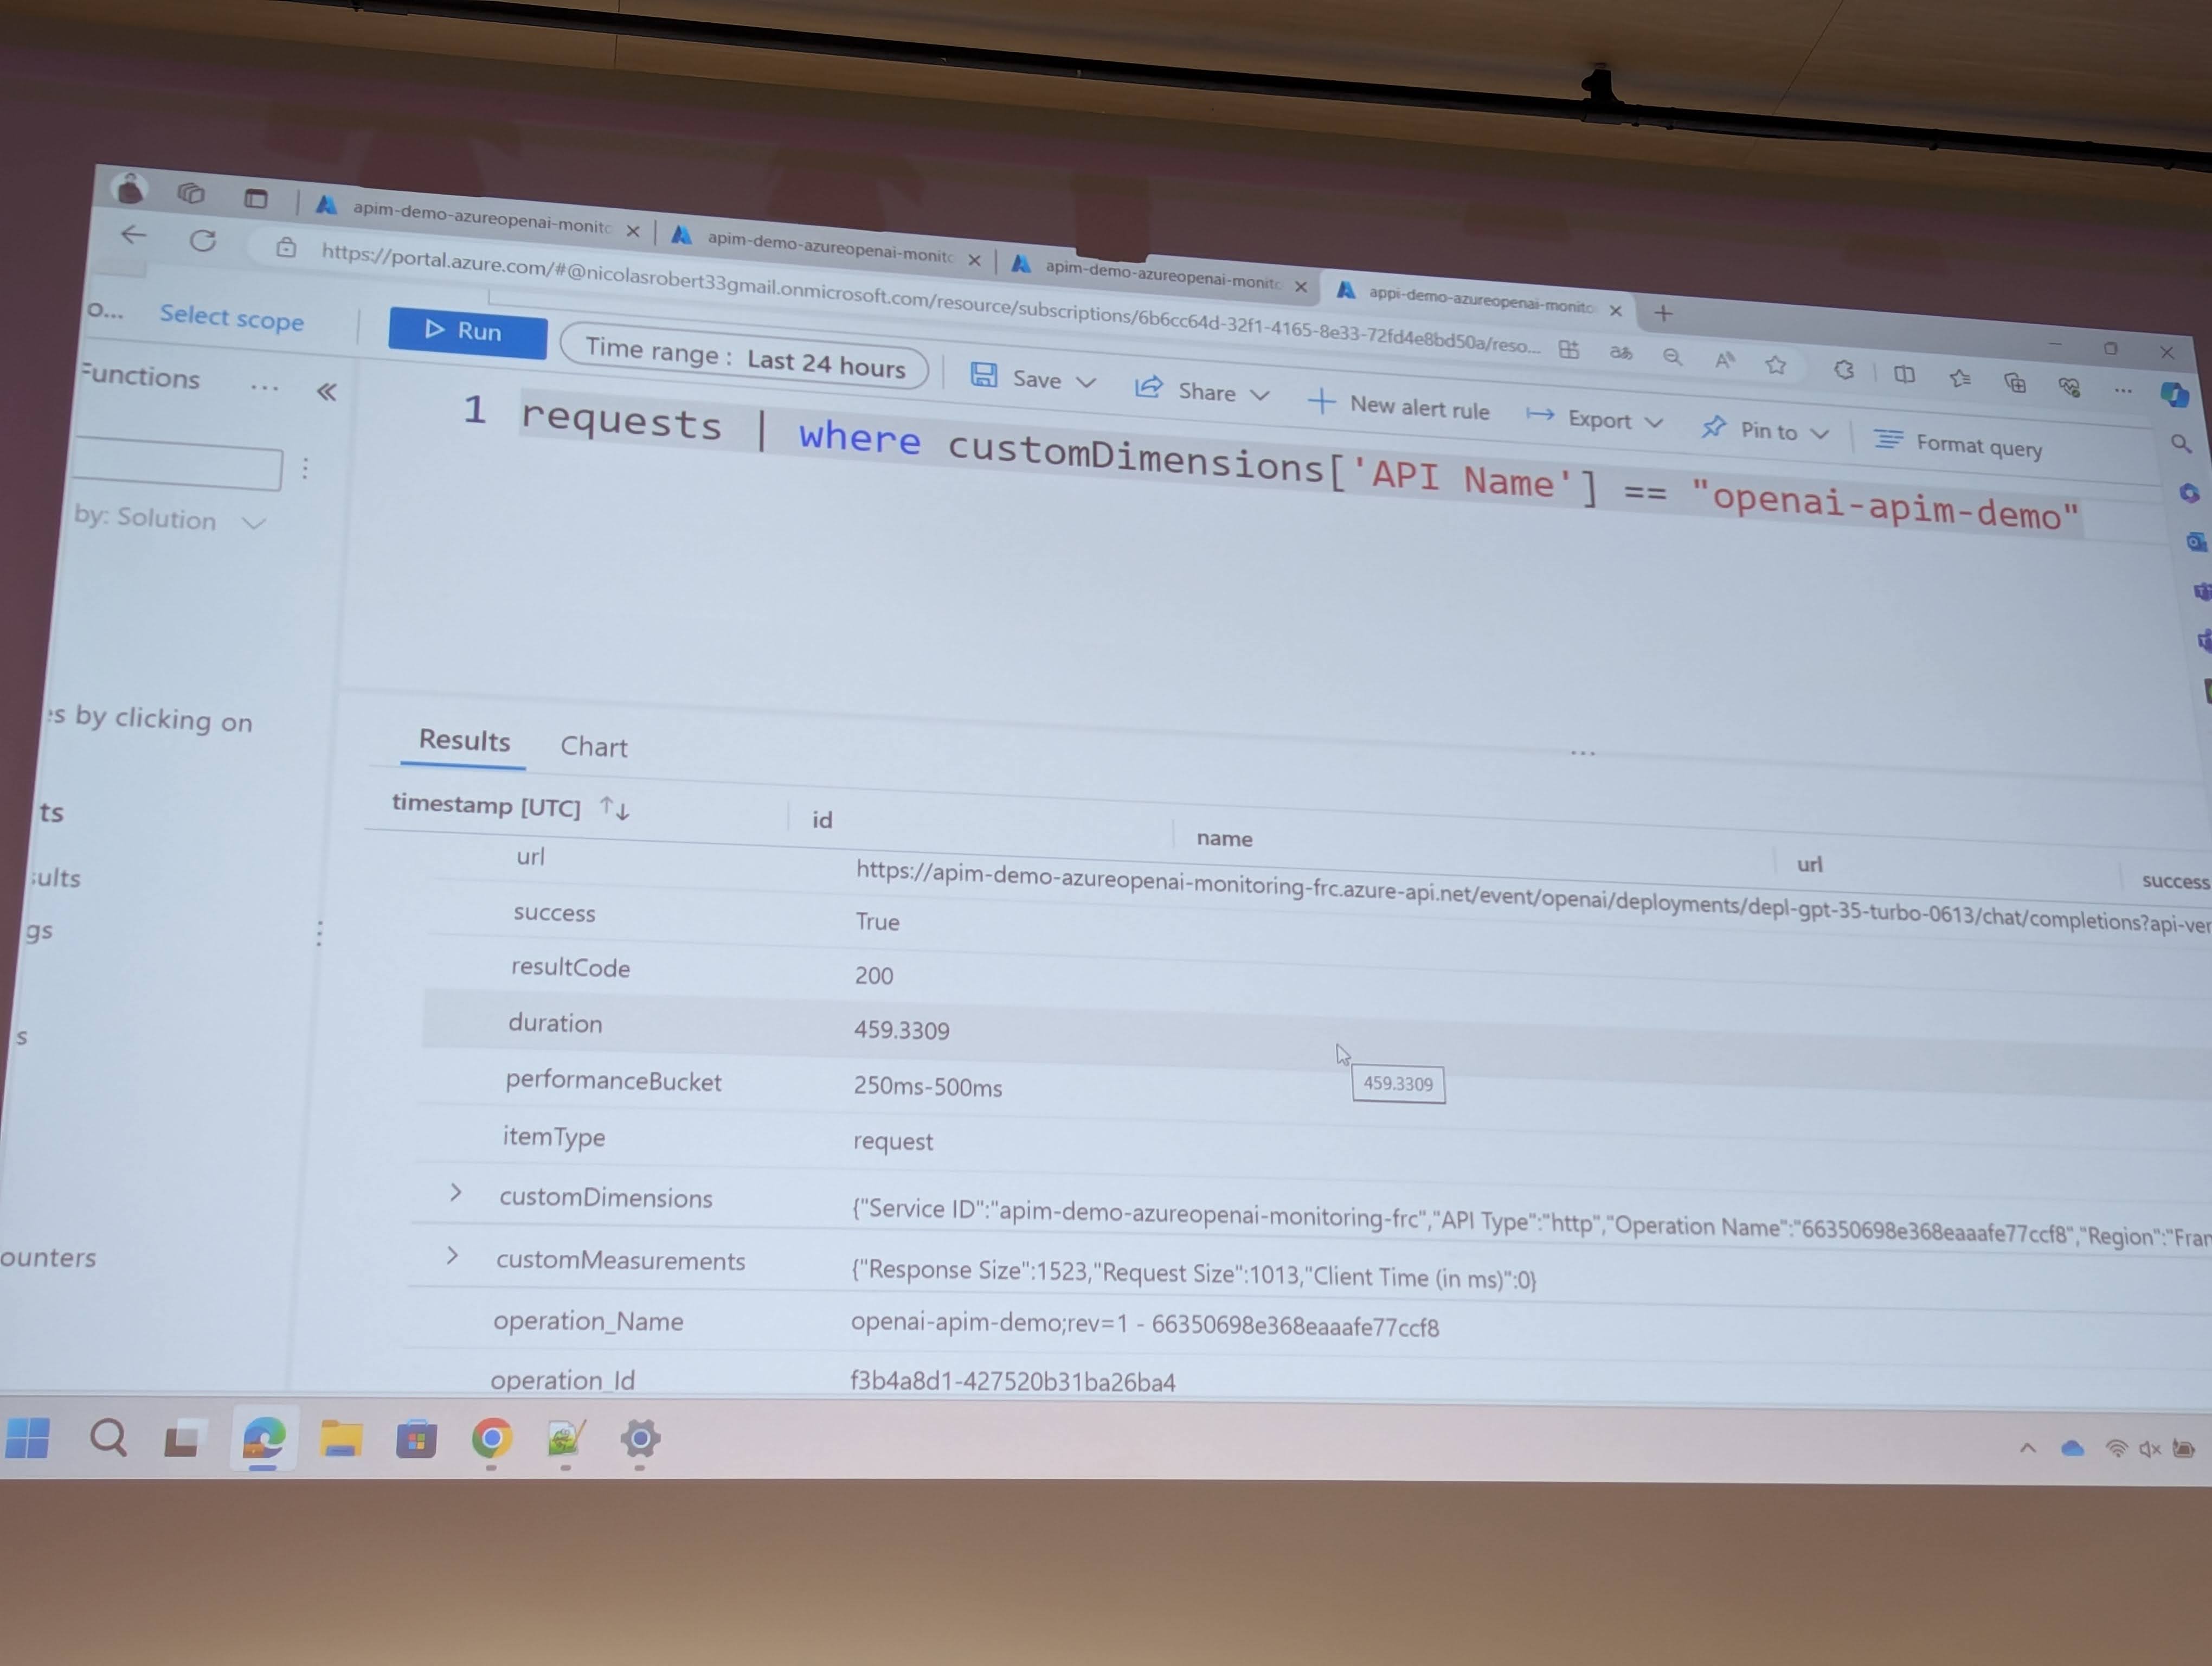 apim-demo-azureopenai-monito
apim-demo-azureopenai-monito
apim-demo-azureopenai-monito
appi-demo-azureopenai-monito
https://portal.azure.com/#@nicolasrobert33gmail.onmicrosoft.com/resource/subscriptions/6b6cc64d-32f1-4165-8e33-72fd4e8bd50a/reso...
o... Select scope Run Time range : Last 24 hours Save Share New alert rule Export Pin to Format query
Functions ... «
1 requests | where customDimensions['API Name'] == "openai-apim-demo"
by: Solution
s by clicking on
ts
ults
gs
s
ounters
Results Chart
timestamp [UTC] id name url success
url https://apim-demo-azureopenai-monitoring-frc.azure-api.net/event/openai/deployments/depl-gpt-35-turbo-0613/chat/completions?api-ver
success True
resultCode 200
duration 459.3309
459.3309
performanceBucket 250ms-500ms
itemType request
customDimensions {"Service ID":"apim-demo-azureopenai-monitoring-frc","API Type":"http","Operation Name":"66350698e368eaaafe77ccf8","Region":"Fran
customMeasurements {"Response Size":1523,"Request Size":1013,"Client Time (in ms)":0}
operation_Name openai-apim-demo;rev=1 - 66350698e368eaaafe77ccf8
operation_Id f3b4a8d1-427520b31ba26ba4